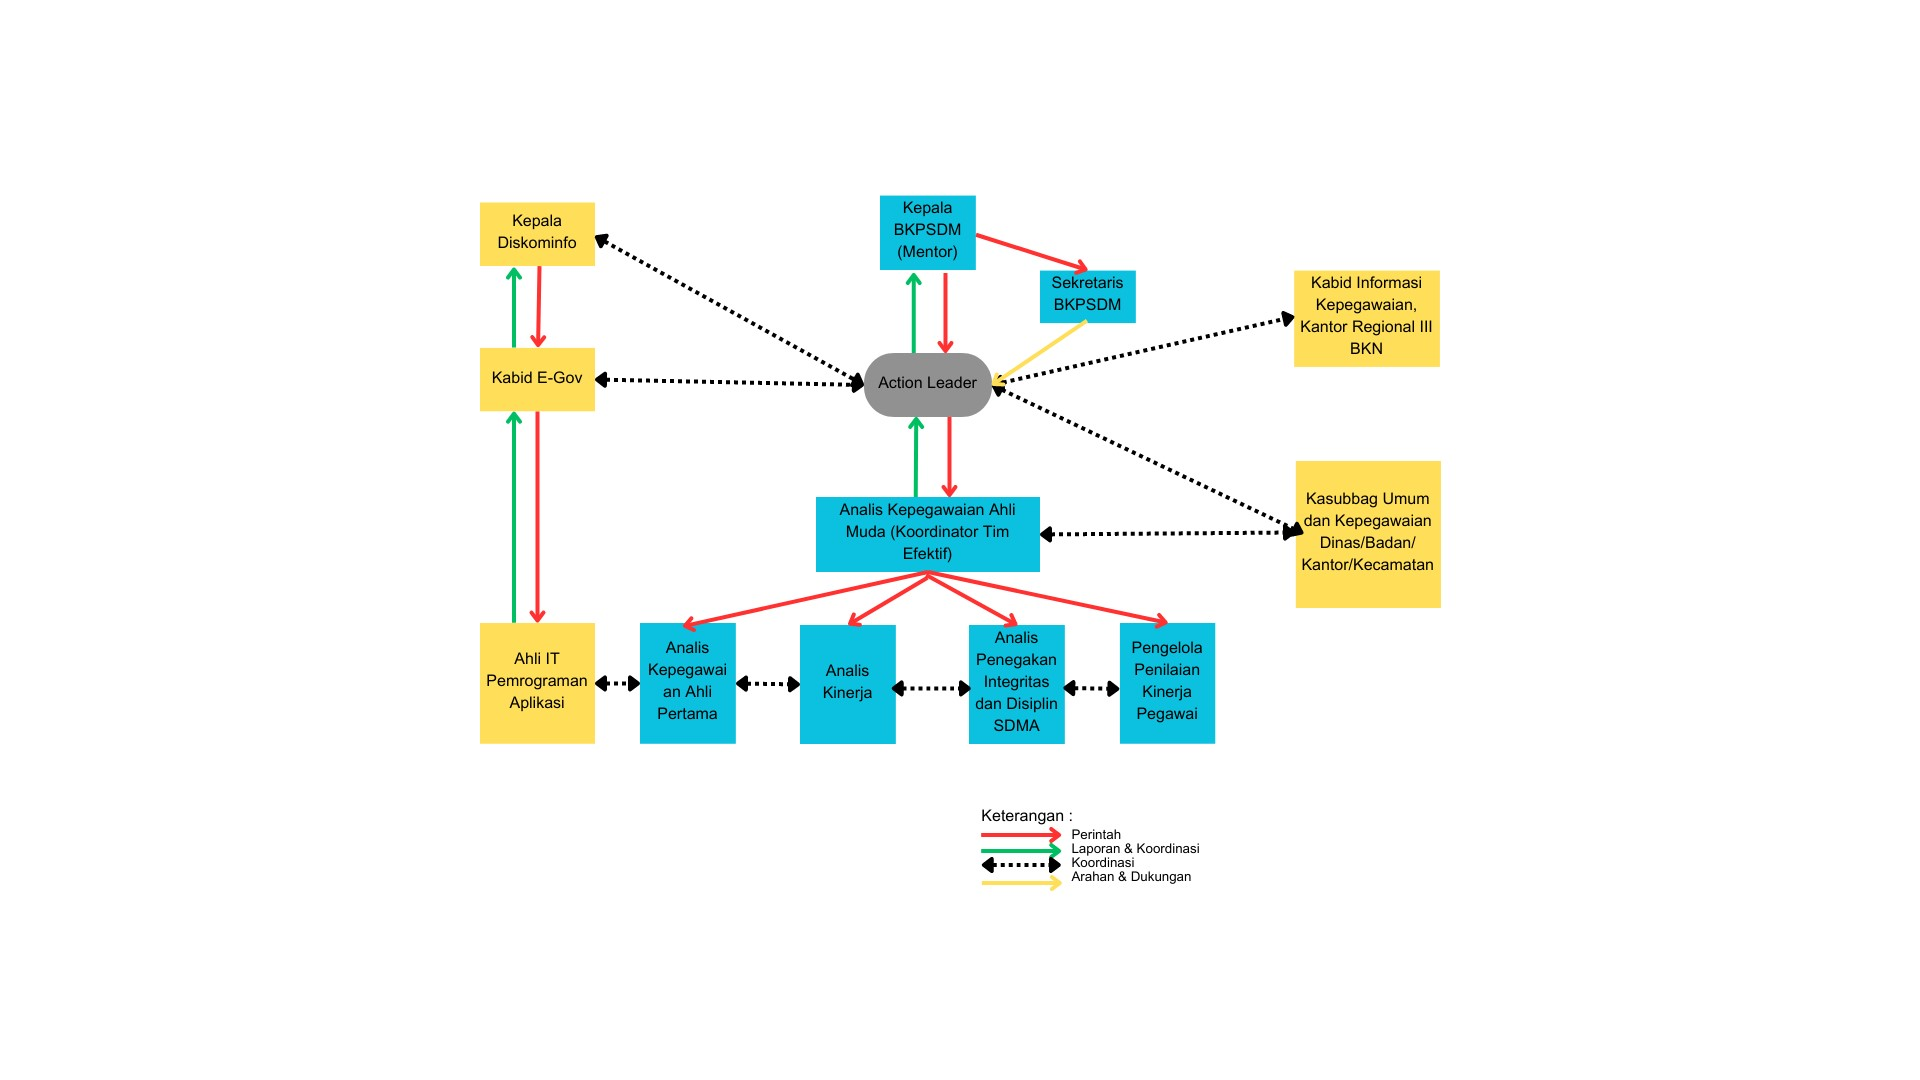 Kepala
Diskominfo
Kepala
BKPSDM
(Mentor)
Sekretaris
BKPSDM
Kabid Informasi
Kepegawaian,
Kantor Regional III
BKN
Kabid E-Gov
Action Leader
Analis Kepegawaian Ahli
Muda (Koordinator Tim
Efektif)
Kasubbag Umum
dan Kepegawaian
Dinas/Badan/
Kantor/Kecamatan
Ahli IT
Pemrograman
Aplikasi
Analis
Kepegawai
an Ahli
Pertama
Analis
Kinerja
Analis
Penegakan
Integritas
dan Disiplin
SDMA
Pengelola
Penilaian
Kinerja
Pegawai
Keterangan :
Perintah
Laporan & Koordinasi
Koordinasi
Arahan & Dukungan